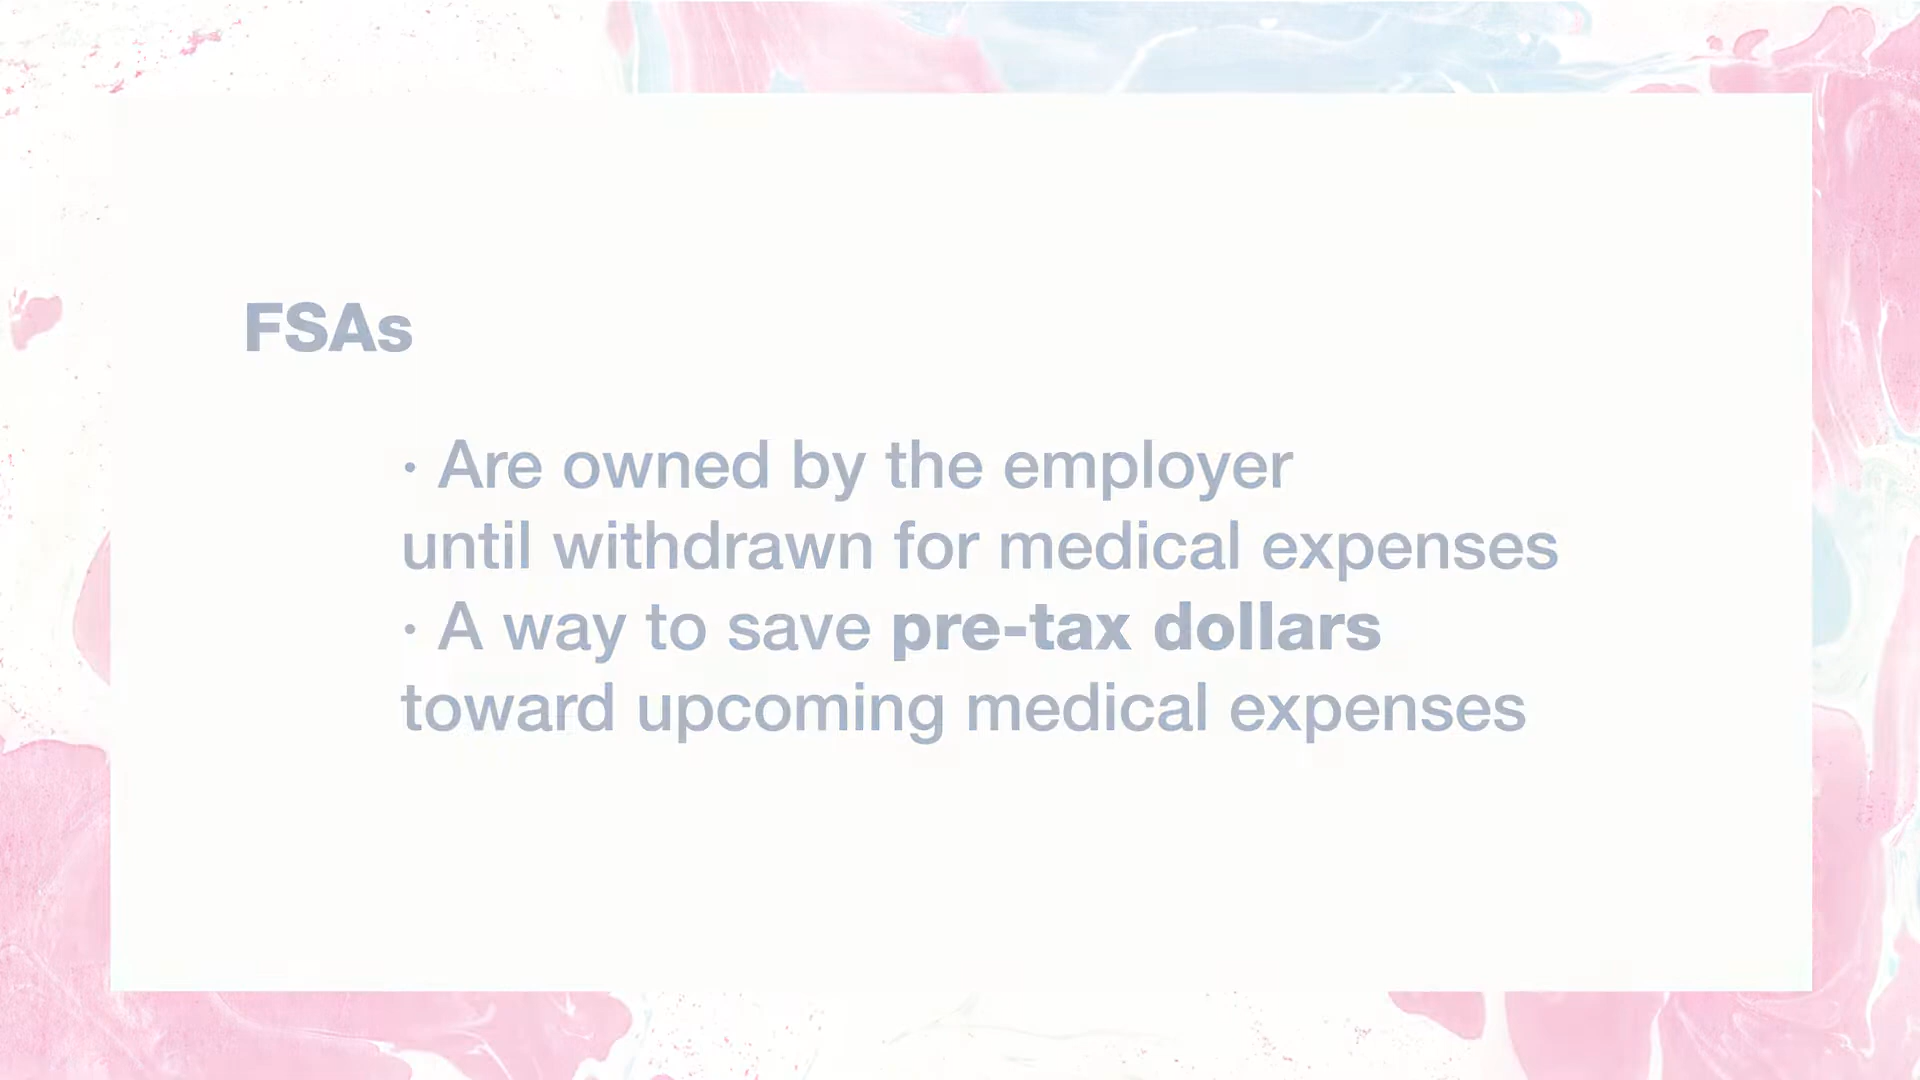 FSAs
· Are owned by the employer
until withdrawn for medical expenses
· A way to save pre-tax dollars
toward upcoming medical expenses